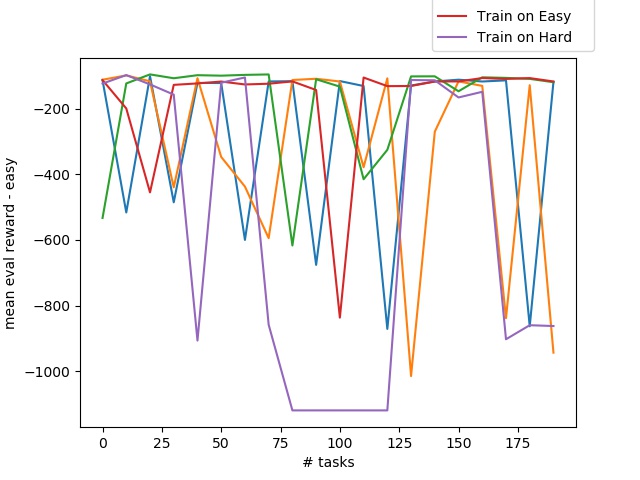 Train on Easy
Train on Hard
−200
−400
−600
−800
−1000
mean eval reward - easy
0 25 50 75 100 125 150 175
# tasks